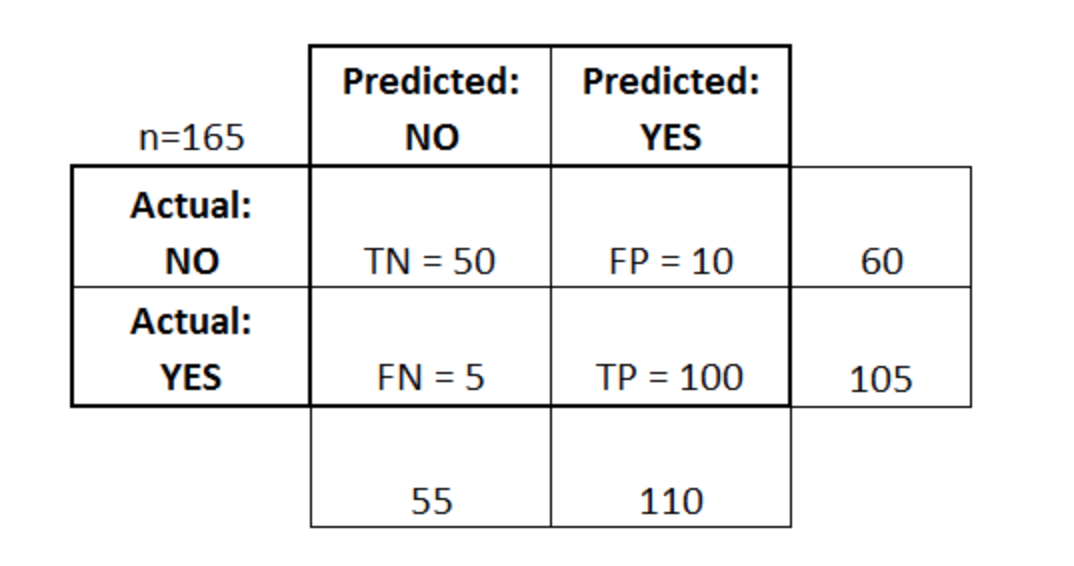 Predicted: Predicted:
n=165 NO YES
Actual:
NO TN = 50 FP = 10 60
Actual:
YES FN = 5 TP = 100 105
55 110